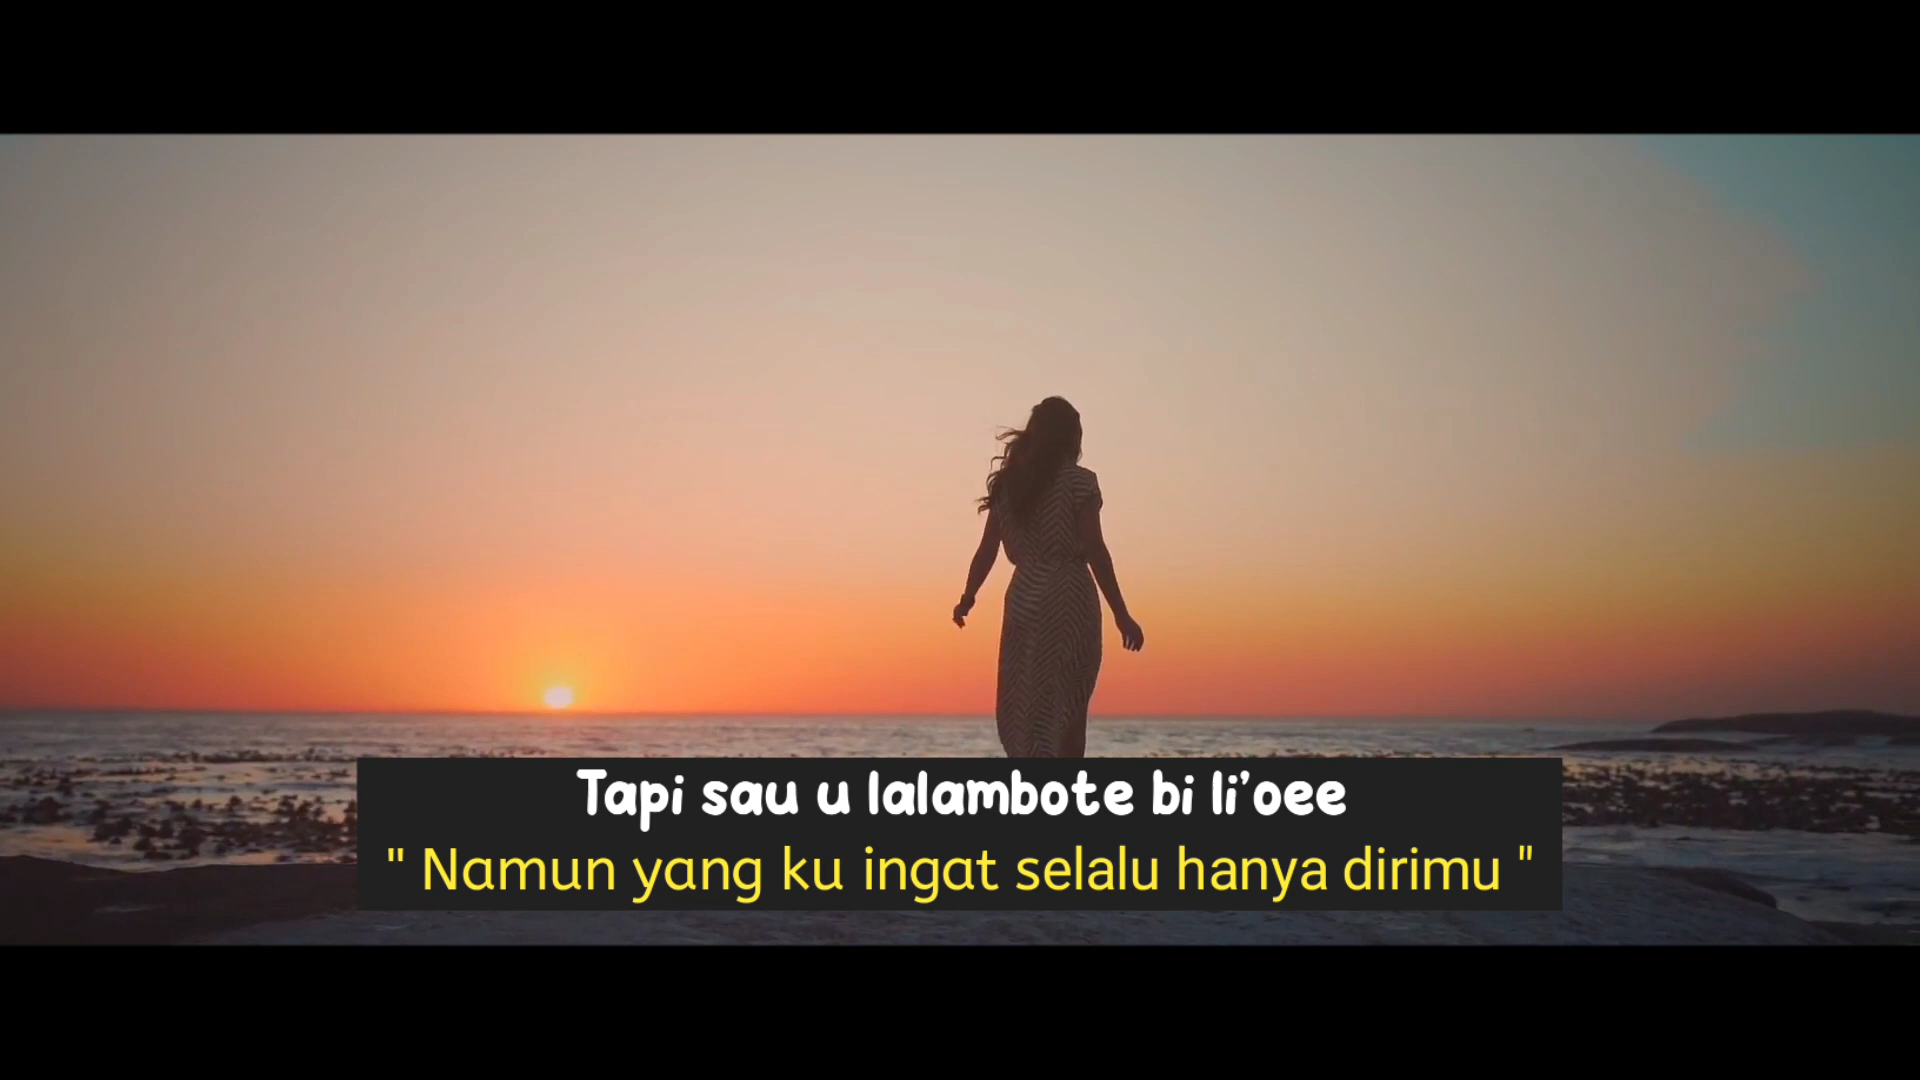 Tapi sau u lalambote bi li'oee
" Namun yang ku ingat selalu hanya dirimu "